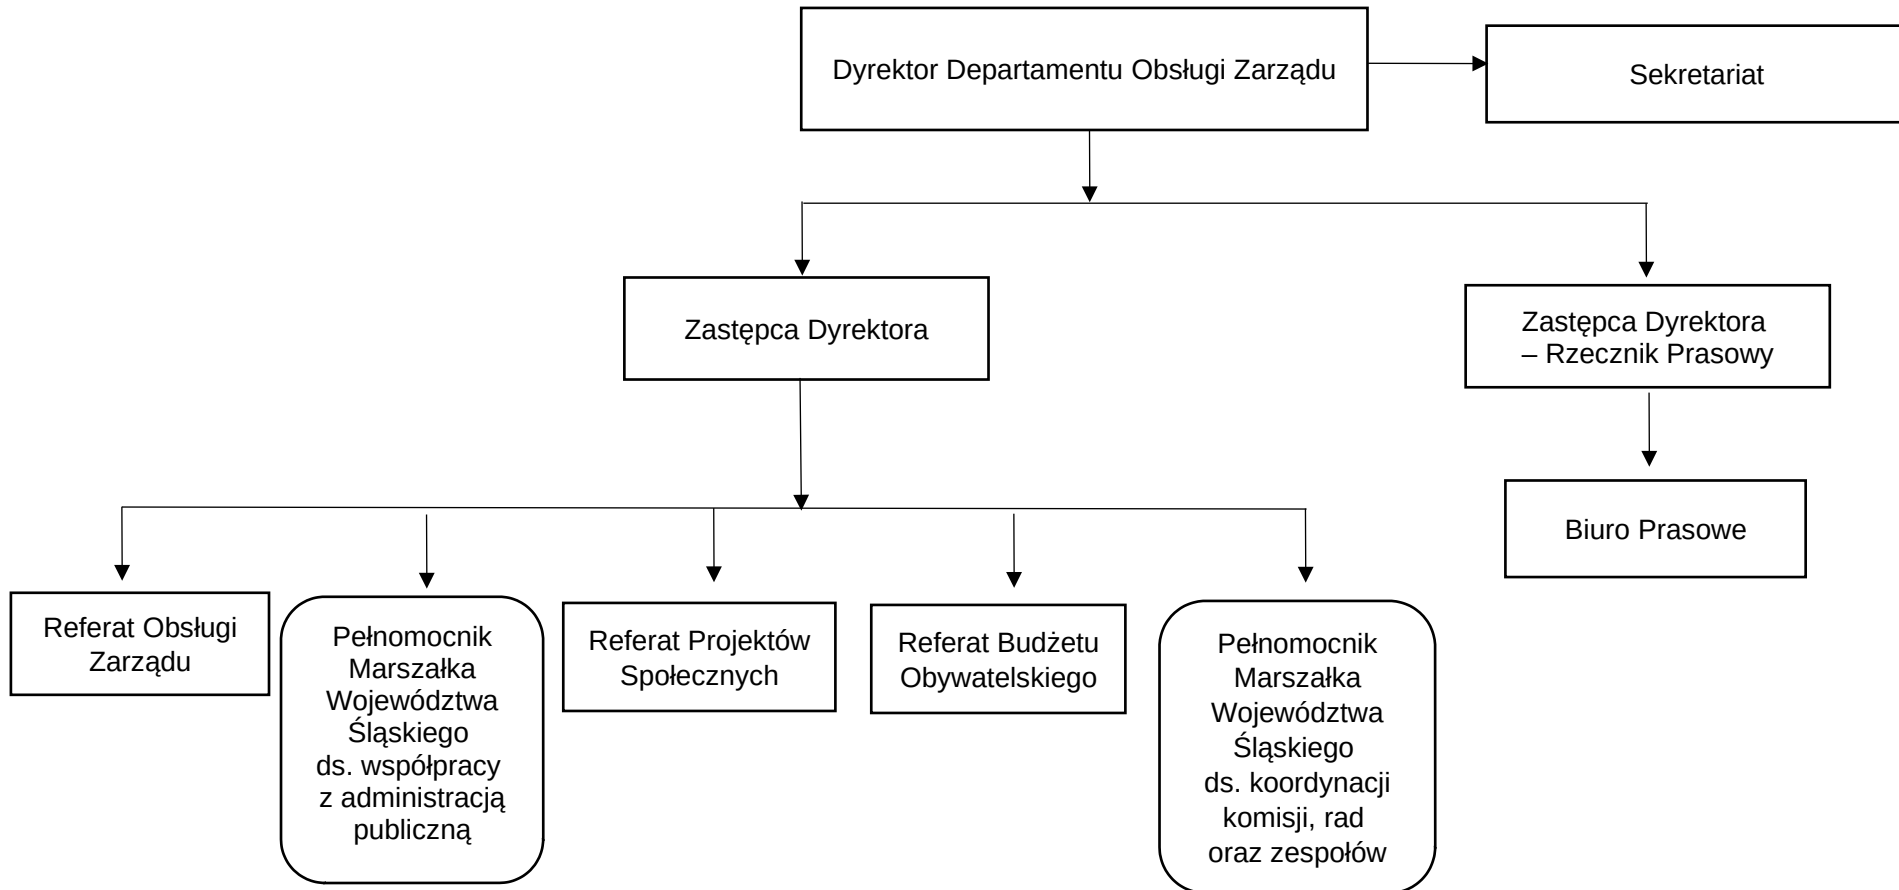 Dyrektor Departamentu Obsługi Zarządu
Sekretariat
Zastępca Dyrektora
Zastępca Dyrektora
– Rzecznik Prasowy
Biuro Prasowe
Referat Obsługi
Zarządu
Pełnomocnik
Marszałka
Województwa
Śląskiego
ds. współpracy
z administracją
publiczną
Referat Projektów
Społecznych
Referat Budżetu
Obywatelskiego
Pełnomocnik
Marszałka
Województwa
Śląskiego
ds. koordynacji
komisji, rad
oraz zespołów